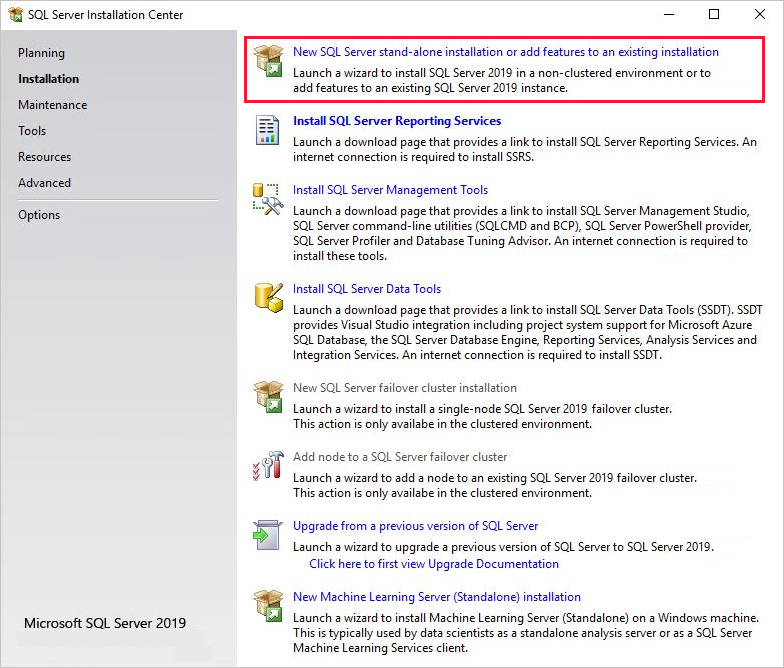 SQL Server Installation Center
Planning
Installation
Maintenance
Tools
Resources
Advanced
Options
Microsoft SQL Server 2019
New SQL Server stand-alone installation or add features to an existing installation
Launch a wizard to install SQL Server 2019 in a non-clustered environment or to
add features to an existing SQL Server 2019 instance.
Install SQL Server Reporting Services
Launch a download page that provides a link to install SQL Server Reporting Services. An
internet connection is required to install SSRS.
Install SQL Server Management Tools
Launch a download page that provides a link to install SQL Server Management Studio,
SQL Server command-line utilities (SQLCMD and BCP), SQL Server PowerShell provider,
SQL Server Profiler and Database Tuning Advisor. An internet connection is required to
install these tools.
Install SQL Server Data Tools
Launch a download page that provides a link to install SQL Server Data Tools (SSDT). SSDT
provides Visual Studio integration including project system support for Microsoft Azure
SQL Database, the SQL Server Database Engine, Reporting Services, Analysis Services and
Integration Services. An internet connection is required to install SSDT.
New SQL Server failover cluster installation
Launch a wizard to install a single-node SQL Server 2019 failover cluster.
This action is only availabe in the clustered environment.
Add node to a SQL Server failover cluster
Launch a wizard to add a node to an existing SQL Server 2019 failover cluster.
This action is only availabe in the clustered environment.
Upgrade from a previous version of SQL Server
Launch a wizard to upgrade a previous version of SQL Server to SQL Server 2019.
Click here to first view Upgrade Documentation
New Machine Learning Server (Standalone) installation
Launch a wizard to install Machine Learning Server (Standalone) on a Windows machine.
This is typically used by data scientists as a standalone analysis server or as a SQL Server
Machine Learning Services client.